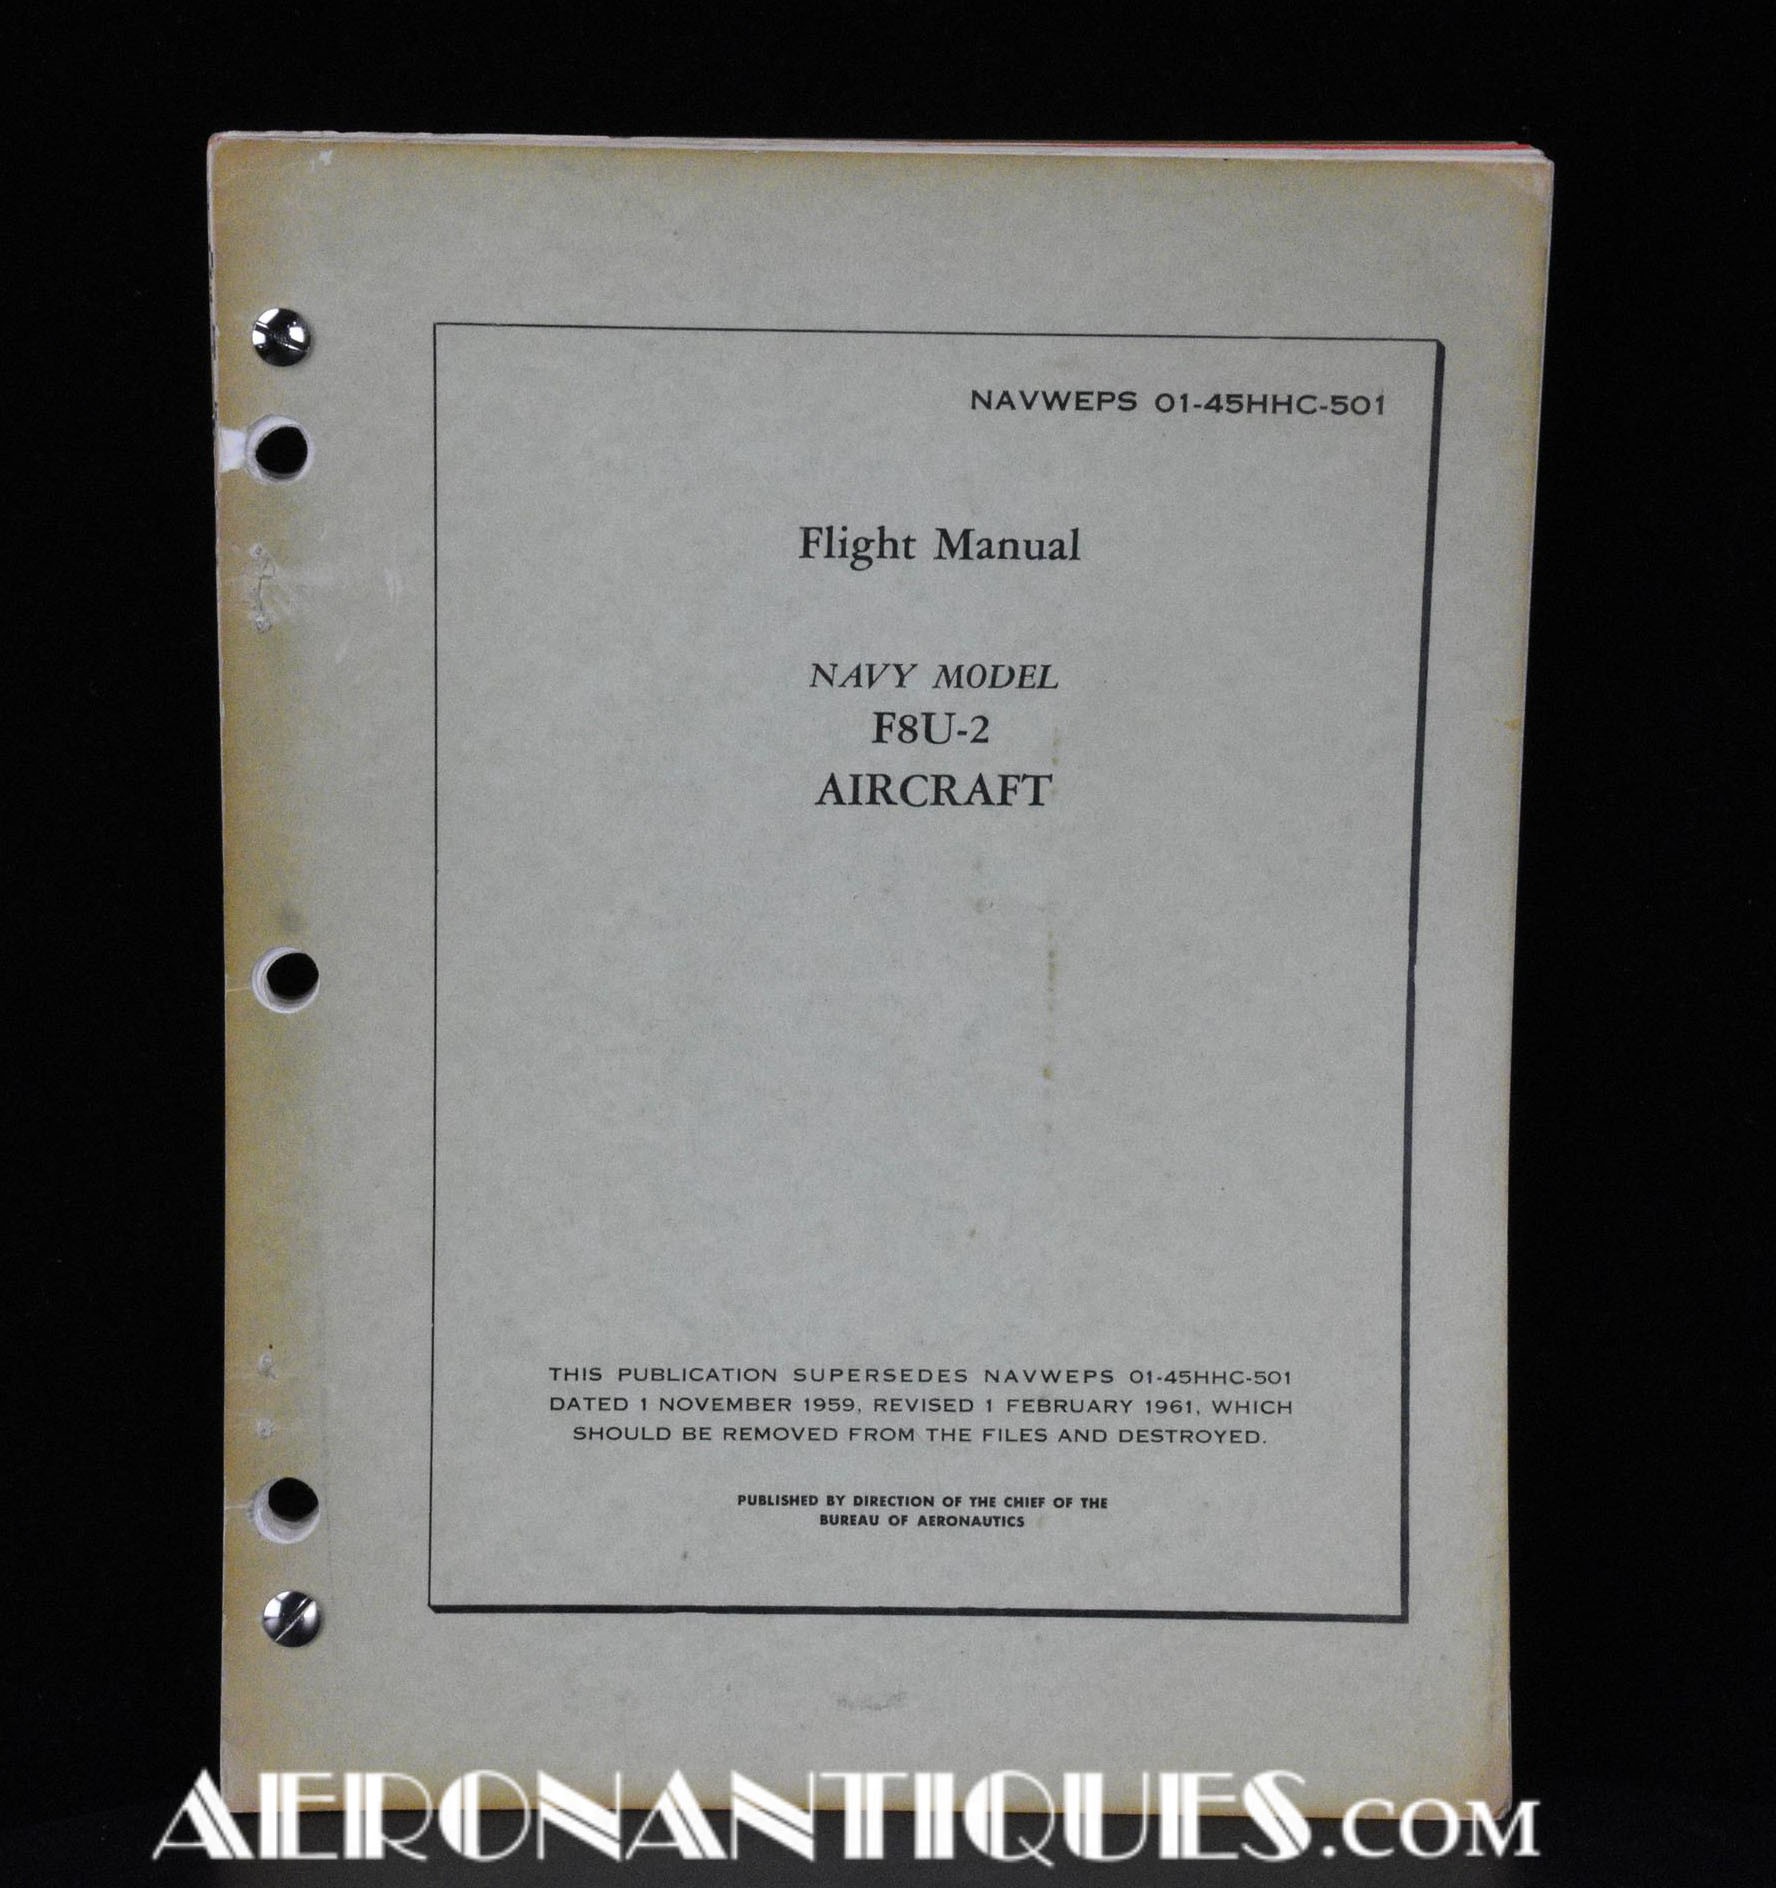 NAVWEPS 01-45HHC-501
Flight Manual
NAVY MODEL
F8U-2
AIRCRAFT
THIS PUBLICATION SUPERSEDES NAVWEPS 01-45HHC-501
DATED 1 NOVEMBER 1959, REVISED 1 FEBRUARY 1961, WHICH
SHOULD BE REMOVED FROM THE FILES AND DESTROYED.
PUBLISHED BY DIRECTION OF THE CHIEF OF THE
BUREAU OF AERONAUTICS
AERONANTIQUES.COM